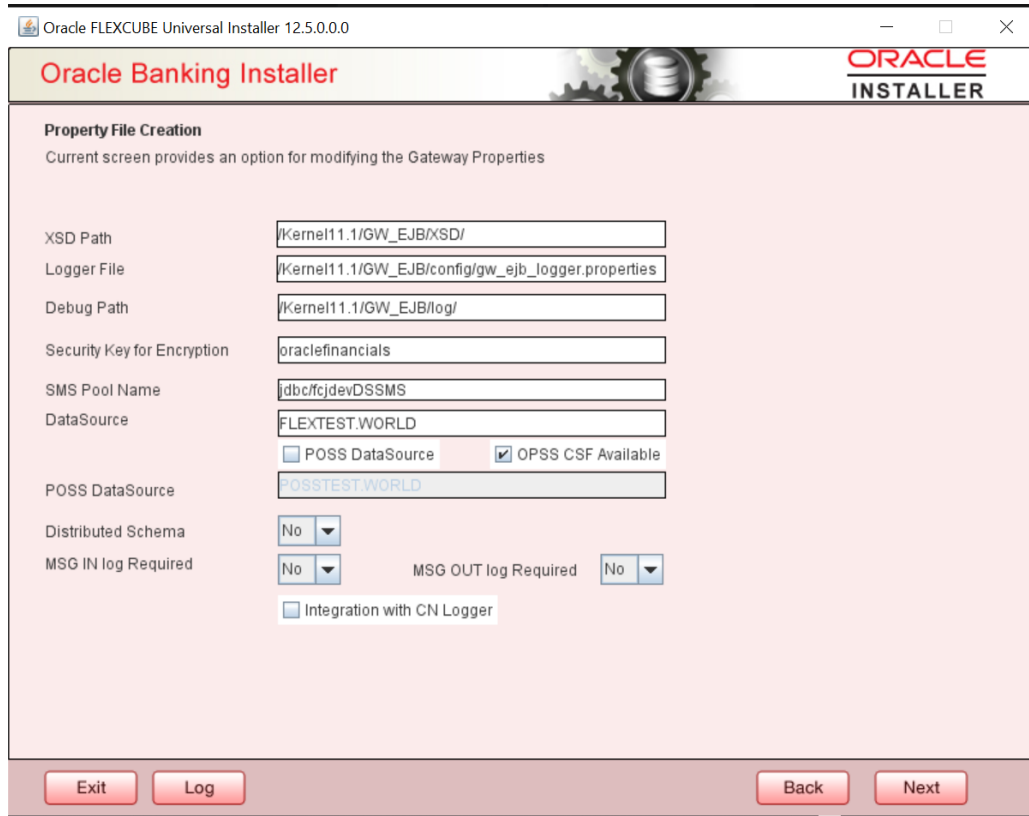 Oracle FLEXCUBE Universal Installer 12.5.0.0.0
Oracle Banking Installer
ORACLE
INSTALLER
Property File Creation
Current screen provides an option for modifying the Gateway Properties
XSD Path /Kernel11.1/GW_EJB/XSD/
Logger File /Kernel11.1/GW_EJB/config/gw_ejb_logger.properties
Debug Path /Kernel11.1/GW_EJB/log/
Security Key for Encryption oraclefinancials
SMS Pool Name jdbc/fcjdevDSSMS
DataSource FLEXTEST.WORLD
POSS DataSource OPSS CSF Available
POSS DataSource POSSTEST.WORLD
Distributed Schema No
MSG IN log Required No MSG OUT log Required No
Integration with CN Logger
Exit Log Back Next